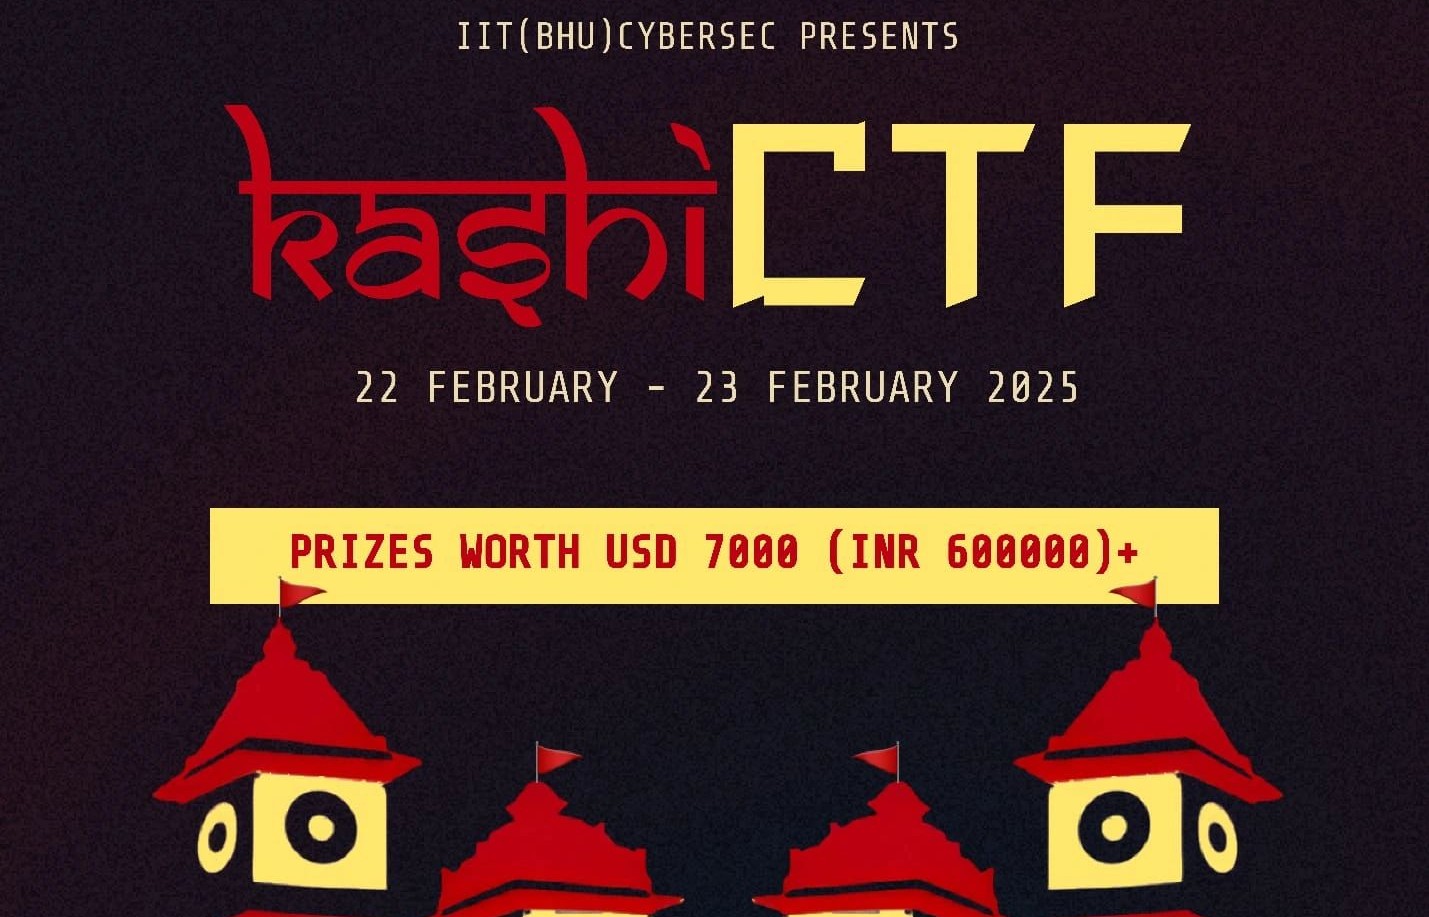 IIT(BHU)CYBERSEC PRESENTS
kashiCTF
22 FEBRUARY - 23 FEBRUARY 2025
PRIZES WORTH USD 7000 (INR 600000)+